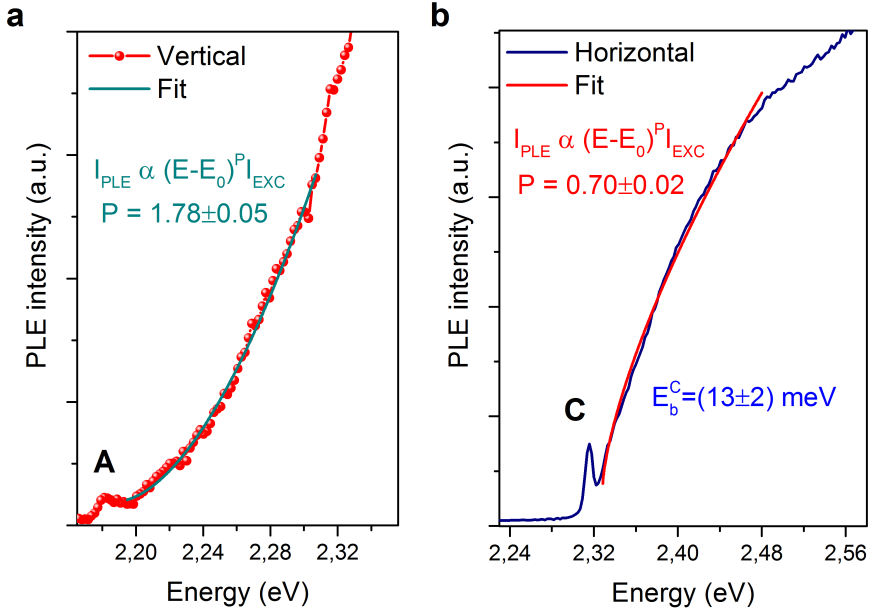 a
Vertical
Fit
I_PLE α (E-E_0)^P I_EXC
P = 1.78±0.05
A
PLE intensity (a.u.)
2,20 2,24 2,28 2,32
Energy (eV)
b
Horizontal
Fit
I_PLE α (E-E_0)^P I_EXC
P = 0.70±0.02
C
E_b^C=(13±2) meV
PLE intensity (a.u.)
2,24 2,32 2,40 2,48 2,56
Energy (eV)